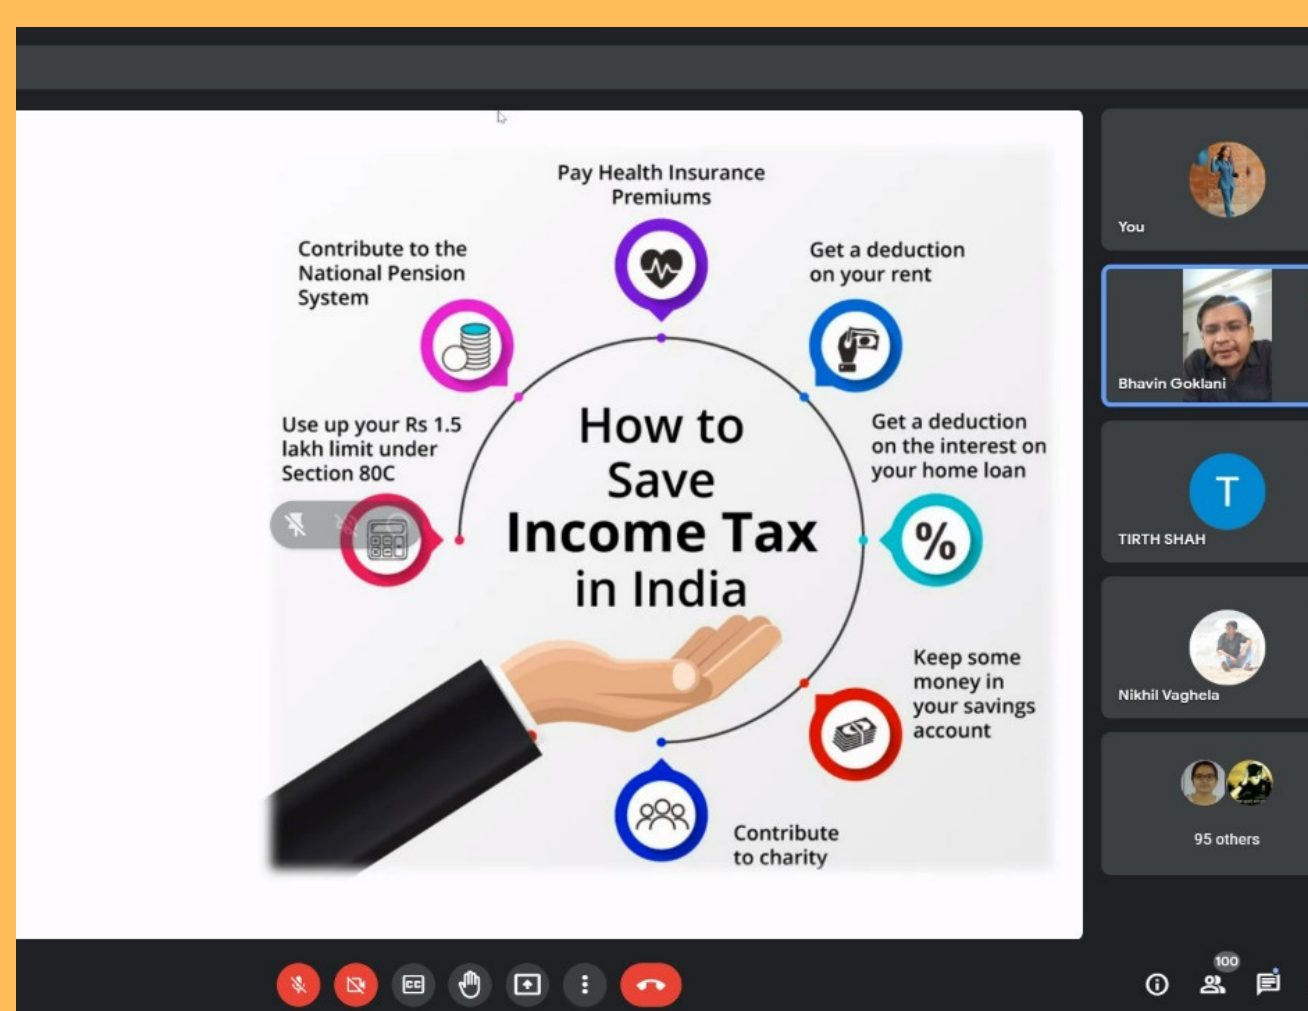 Pay Health Insurance
Premiums
Contribute to the
National Pension
System
Get a deduction
on your rent
Use up your Rs 1.5
lakh limit under
Section 80C
Get a deduction
on the interest on
your home loan
How to
Save
Income Tax
in India
%
Keep some
money in
your savings
account
Contribute
to charity
You
Bhavin Goklani
T
TIRTH SHAH
Nikhil Vaghela
95 others
CC
100